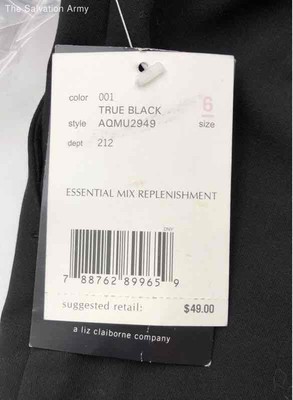 The Salvation Army
color 001
TRUE BLACK
6
style AQMU2949
size
dept 212
ESSENTIAL MIX REPLENISHMENT
7 88762 89965 9
suggested retail: $49.00
a liz claiborne company